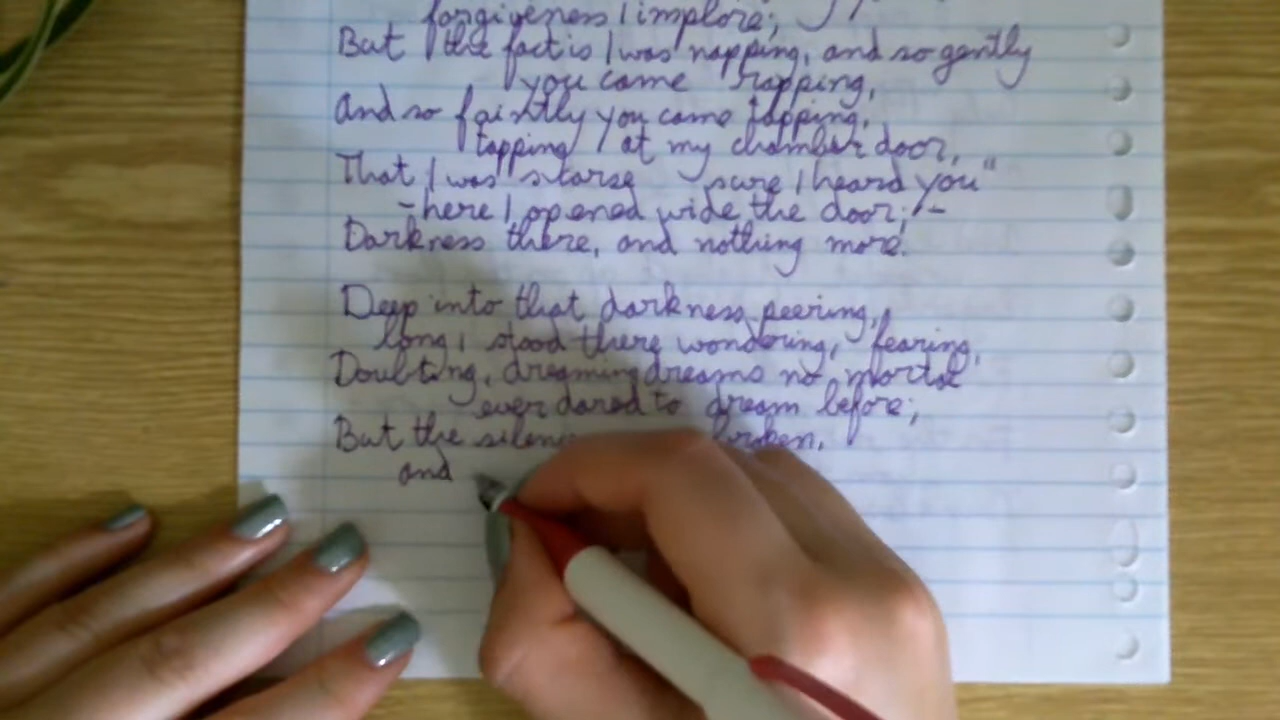 forgiveness I implore;
But the fact is I was napping, and so gently
you came rapping,
And so faintly you came tapping,
tapping at my chamber door,
That I was scarse sure I heard you"
-here I opened wide the door; -
Darkness there, and nothing more.
Deep into that darkness peering,
long I stood there wondering, fearing,
Doubting, dreaming dreams no mortal
ever dared to dream before;
But the silen broken,
and